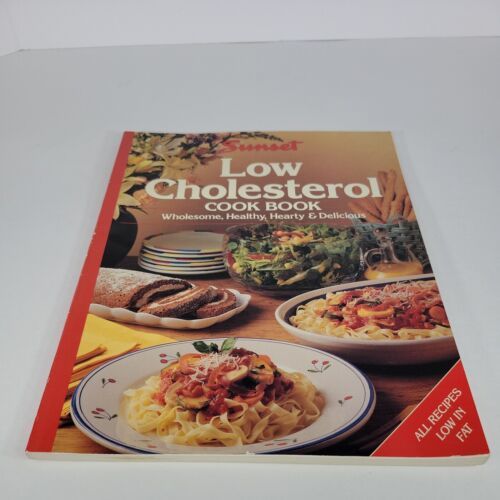 Sunset
Low
Cholesterol
COOK BOOK
Wholesome, Healthy, Hearty & Delicious
ALL RECIPES
LOW IN
FAT